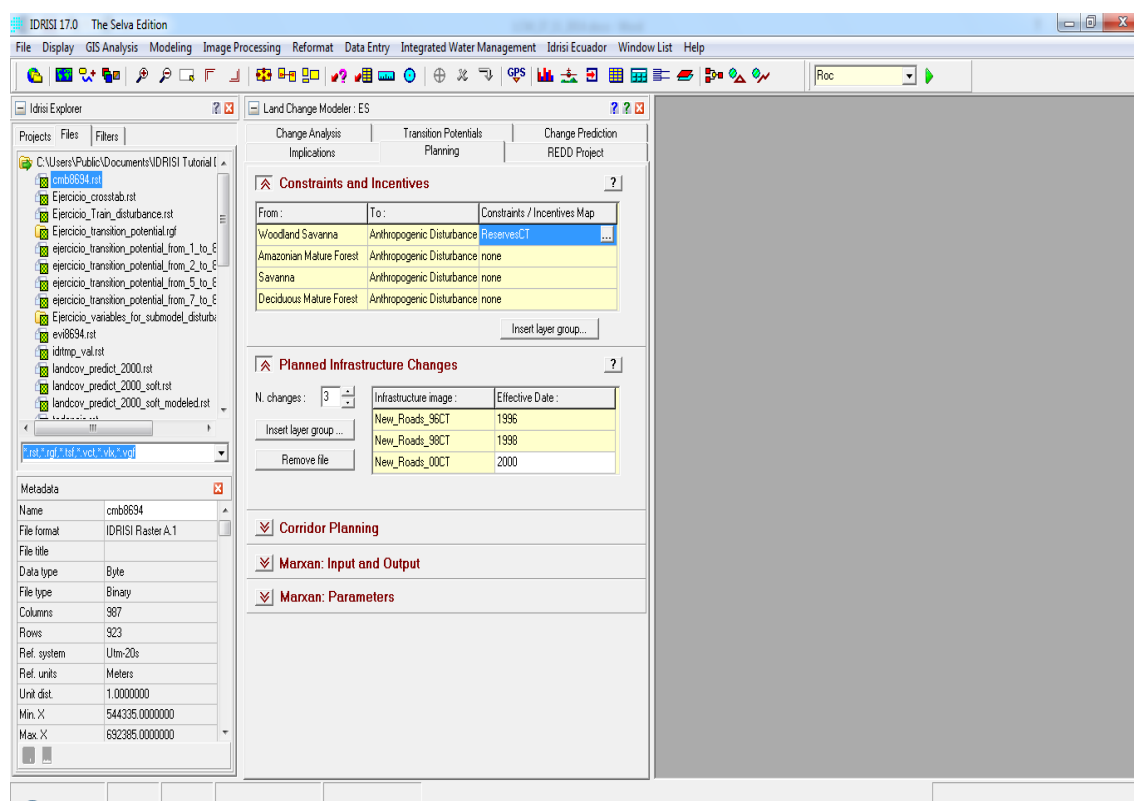 IDRISI 17.0 The Selva Edition
File Display GIS Analysis Modeling Image Processing Reformat Data Entry Integrated Water Management Idrisi Ecuador Window List Help
GPS
Roc
Idrisi Explorer
Projects Files Filters
C:\Users\Public\Documents\IDRISI Tutorial
cmb8694.rst
Ejercicio_crosstab.rst
Ejercicio_Train_disturbance.rst
Ejercicio_transition_potential.rgf
ejercicio_transition_potential_from_1_to_8
ejercicio_transition_potential_from_2_to_8
ejercicio_transition_potential_from_5_to_8
ejercicio_transition_potential_from_7_to_8
Ejercicio_variables_for_submodel_disturba
evi8694.rst
idrtmp_val.rst
landcov_predict_2000.rst
landcov_predict_2000_soft.rst
landcov_predict_2000_soft_modeled.rst
*.rst,*.rgf,*.tsf,*.vct,*.vlx,*.vgf
Metadata
Name cmb8694
File format IDRISI Raster A.1
File title
Data type Byte
File type Binary
Columns 987
Rows 923
Ref. system Utm-20s
Ref. units Meters
Unit dist. 1.0000000
Min. X 544335.0000000
Max. X 692385.0000000
Land Change Modeler : ES
Change Analysis Transition Potentials Change Prediction
Implications Planning REDD Project
Constraints and Incentives ?
From : To : Constraints / Incentives Map
Woodland Savanna Anthropogenic Disturbance ReservesCT ...
Amazonian Mature Forest Anthropogenic Disturbance none
Savanna Anthropogenic Disturbance none
Deciduous Mature Forest Anthropogenic Disturbance none
Insert layer group...
Planned Infrastructure Changes ?
N. changes : 3 Infrastructure image : Effective Date :
Insert layer group ... New_Roads_96CT 1996
New_Roads_98CT 1998
Remove file New_Roads_00CT 2000
Corridor Planning
Marxan: Input and Output
Marxan: Parameters